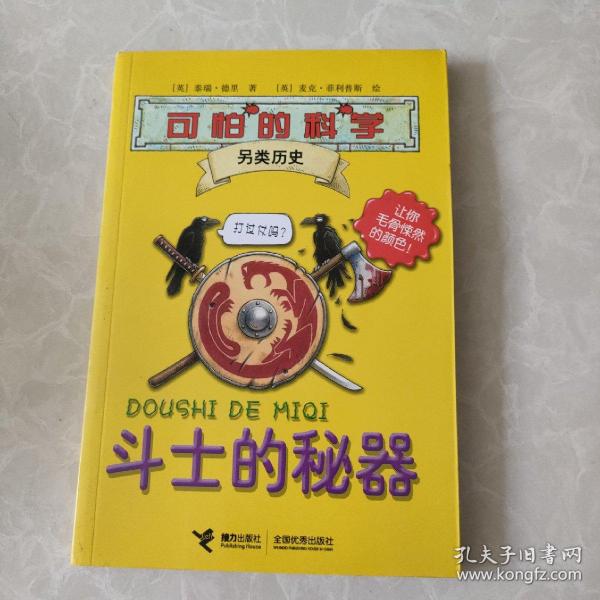 [英] 泰瑞·德里 著 [英] 麦克·菲利普斯 绘
可怕的科学
另类历史
让你
毛骨悚然
的颜色!
打过仗吗?
DOUSHI DE MIQI
斗士的秘器
接力出版社
Publishing House
全国优秀出版社
孔夫子旧书网
www.kongfz.com